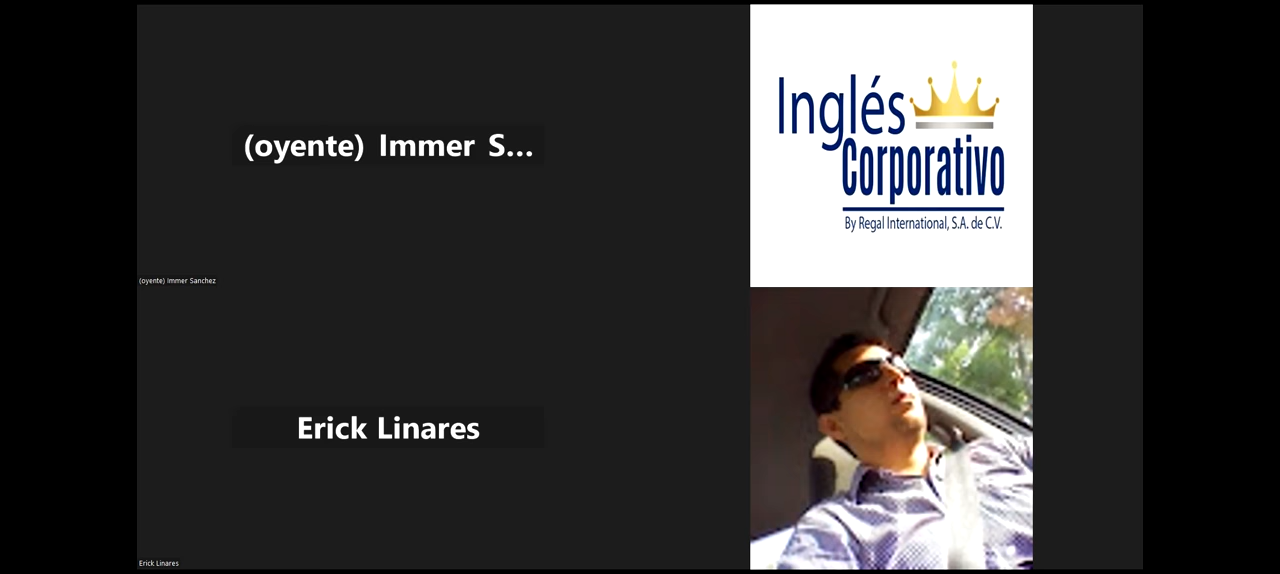 (oyente) Immer S...
(oyente) Immer Sanchez
Inglés
Corporativo
By Regal International, S.A. de C.V.
Erick Linares
Erick Linares